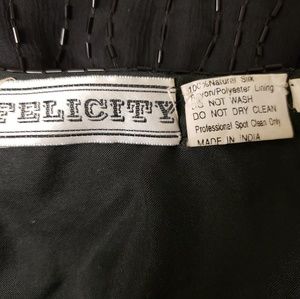 FELICITY
100% Natural Silk
Rayon/Polyester Lining
DO NOT WASH
DO NOT DRY CLEAN
Professional Spot Clean Only
MADE IN INDIA